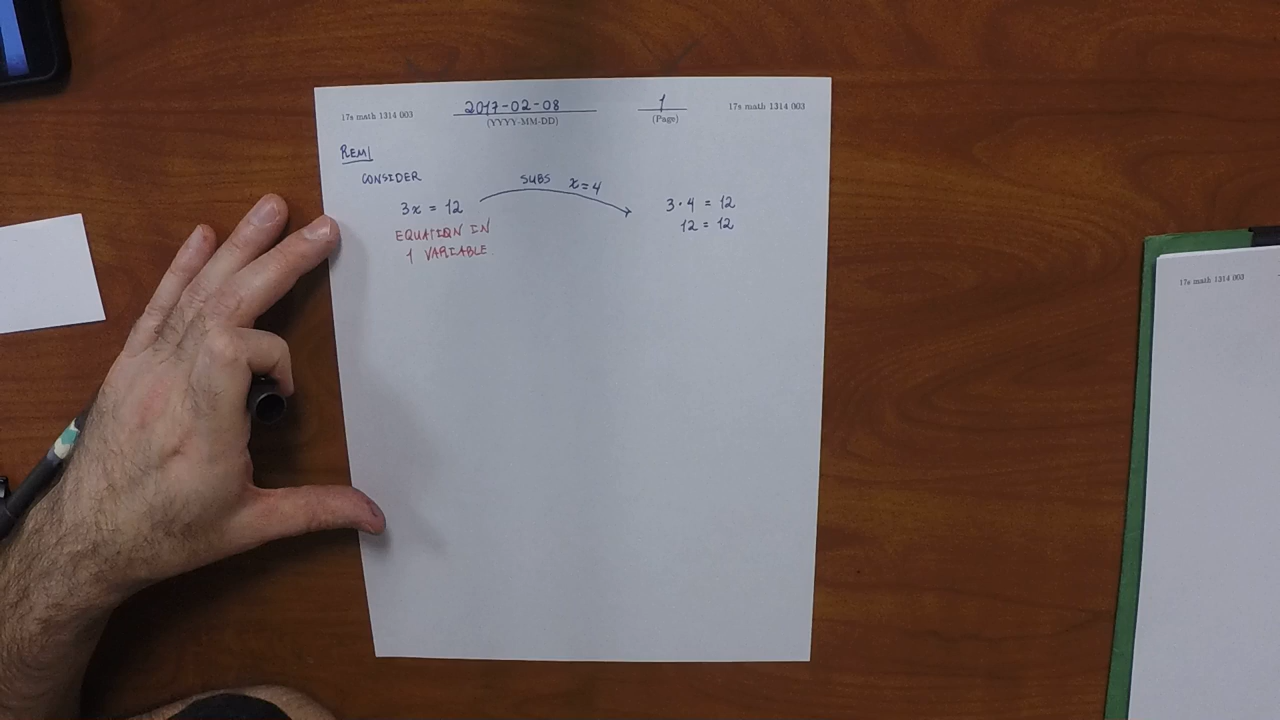 17s math 1314 003 2017-02-08 1 17s math 1314 003
(YYYY-MM-DD) (Page)
REM
CONSIDER
SUBS x=4
3x = 12 3 · 4 = 12
EQUATION IN 12 = 12
1 VARIABLE
17s math 1314 003